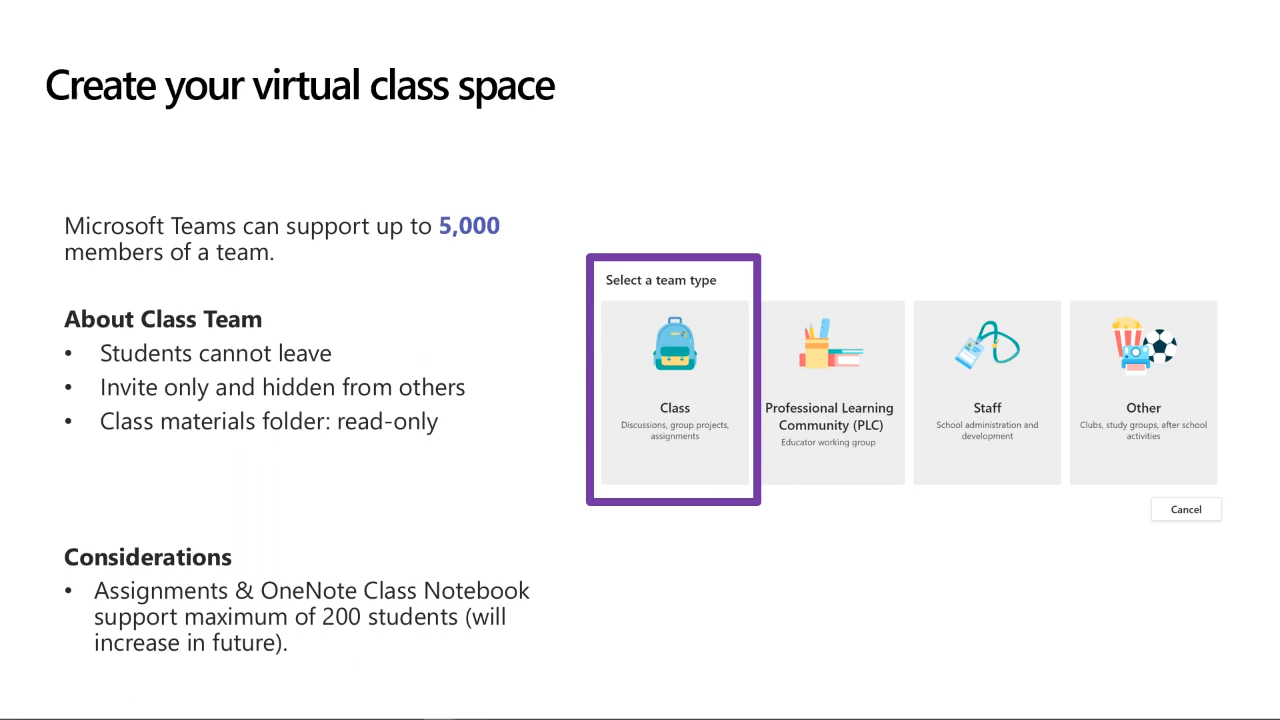 Create your virtual class space
Microsoft Teams can support up to 5,000
members of a team.
About Class Team
• Students cannot leave
• Invite only and hidden from others
• Class materials folder: read-only
Considerations
• Assignments & OneNote Class Notebook
support maximum of 200 students (will
increase in future).
Select a team type
Class
Discussions, group projects,
assignments
Professional Learning
Community (PLC)
Educator working group
Staff
School administration and
development
Other
Clubs, study groups, after school
activities
Cancel